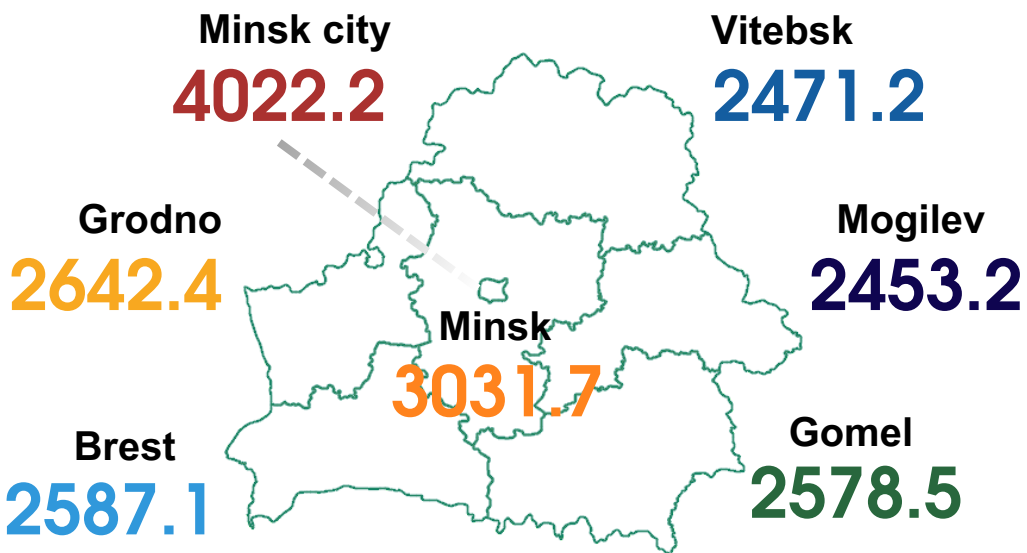 Minsk city
4022.2
Vitebsk
2471.2
Grodno
2642.4
Mogilev
2453.2
Minsk
3031.7
Brest
2587.1
Gomel
2578.5